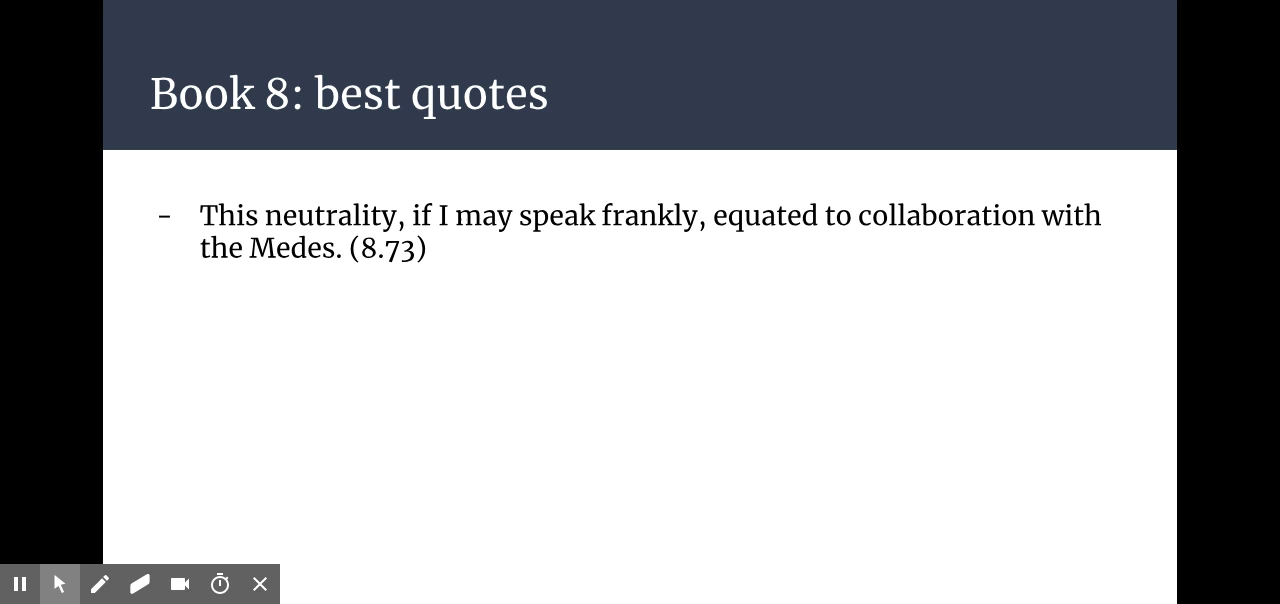 Book 8: best quotes
- This neutrality, if I may speak frankly, equated to collaboration with
the Medes. (8.73)